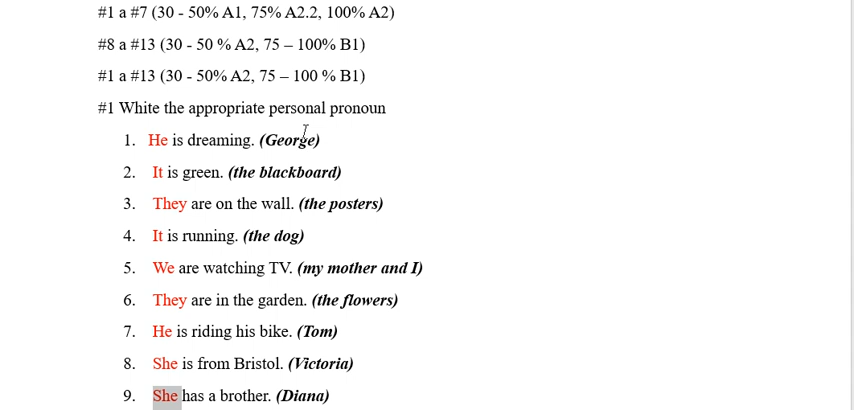 #1 a #7 (30 - 50% A1, 75% A2.2, 100% A2)
#8 a #13 (30 - 50 % A2, 75 – 100% B1)
#1 a #13 (30 - 50% A2, 75 – 100 % B1)
#1 White the appropriate personal pronoun
1. He is dreaming. (George)
2. It is green. (the blackboard)
3. They are on the wall. (the posters)
4. It is running. (the dog)
5. We are watching TV. (my mother and I)
6. They are in the garden. (the flowers)
7. He is riding his bike. (Tom)
8. She is from Bristol. (Victoria)
9. She has a brother. (Diana)